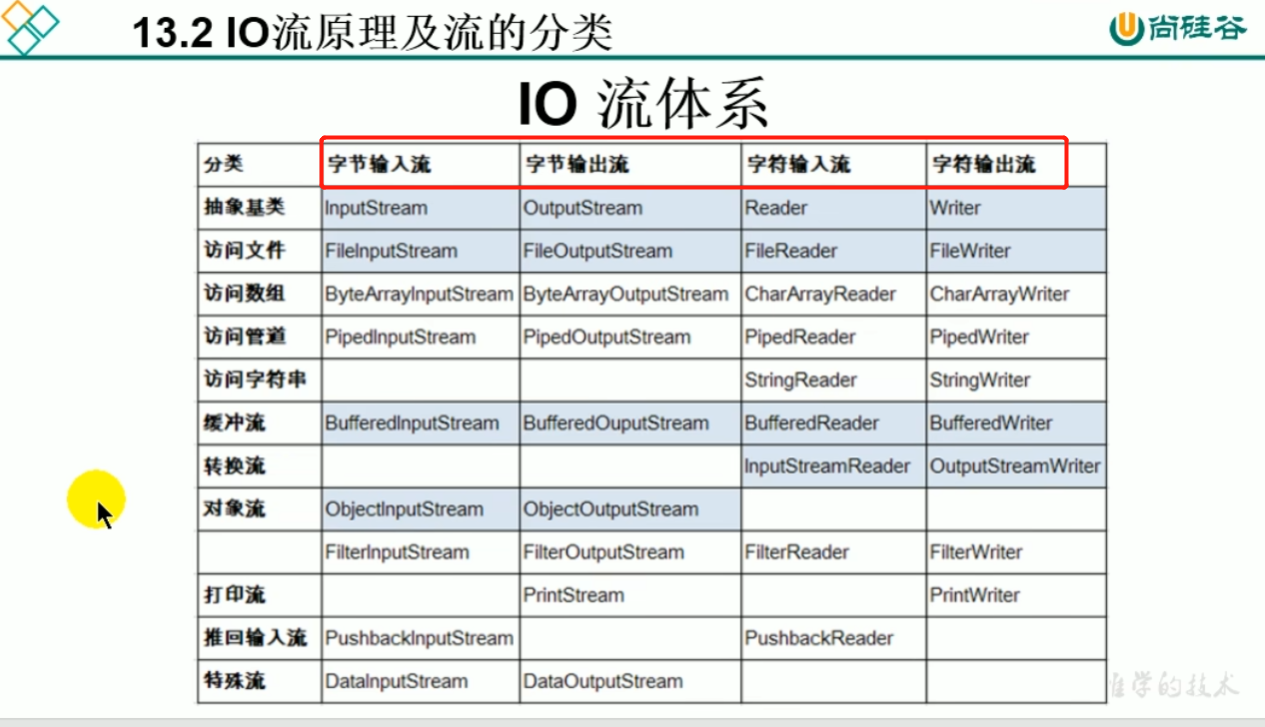 13.2 IO流原理及流的分类
尚硅谷
IO 流体系
分类 字节输入流 字节输出流 字符输入流 字符输出流
抽象基类 InputStream OutputStream Reader Writer
访问文件 FileInputStream FileOutputStream FileReader FileWriter
访问数组 ByteArrayInputStream ByteArrayOutputStream CharArrayReader CharArrayWriter
访问管道 PipedInputStream PipedOutputStream PipedReader PipedWriter
访问字符串 StringReader StringWriter
缓冲流 BufferedInputStream BufferedOuputStream BufferedReader BufferedWriter
转换流 InputStreamReader OutputStreamWriter
对象流 ObjectInputStream ObjectOutputStream
FilterInputStream FilterOutputStream FilterReader FilterWriter
打印流 PrintStream PrintWriter
推回输入流 PushbackInputStream PushbackReader
特殊流 DataInputStream DataOutputStream
学的技术